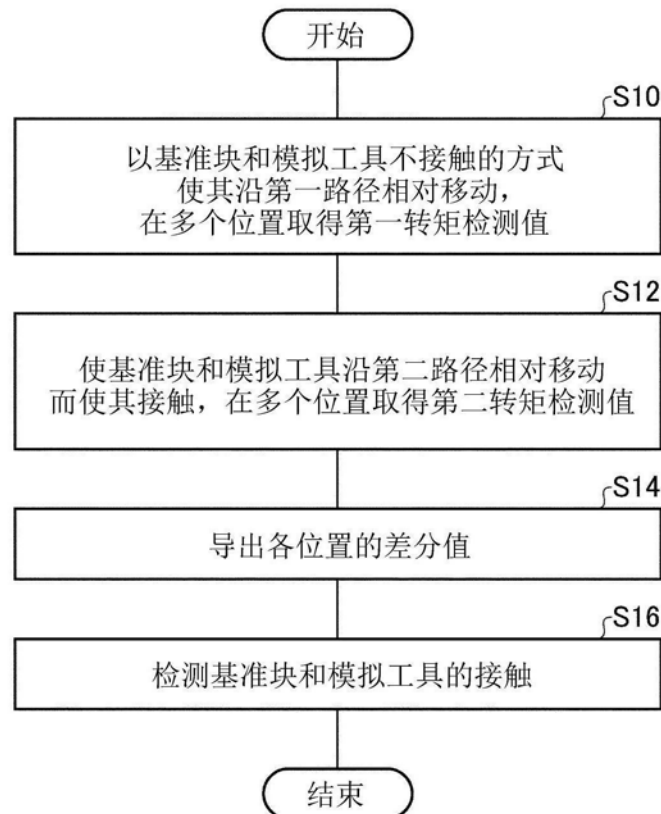 开始
S10
以基准块和模拟工具不接触的方式
使其沿第一路径相对移动，
在多个位置取得第一转矩检测值
S12
使基准块和模拟工具沿第二路径相对移动
而使其接触，在多个位置取得第二转矩检测值
S14
导出各位置的差分值
S16
检测基准块和模拟工具的接触
结束